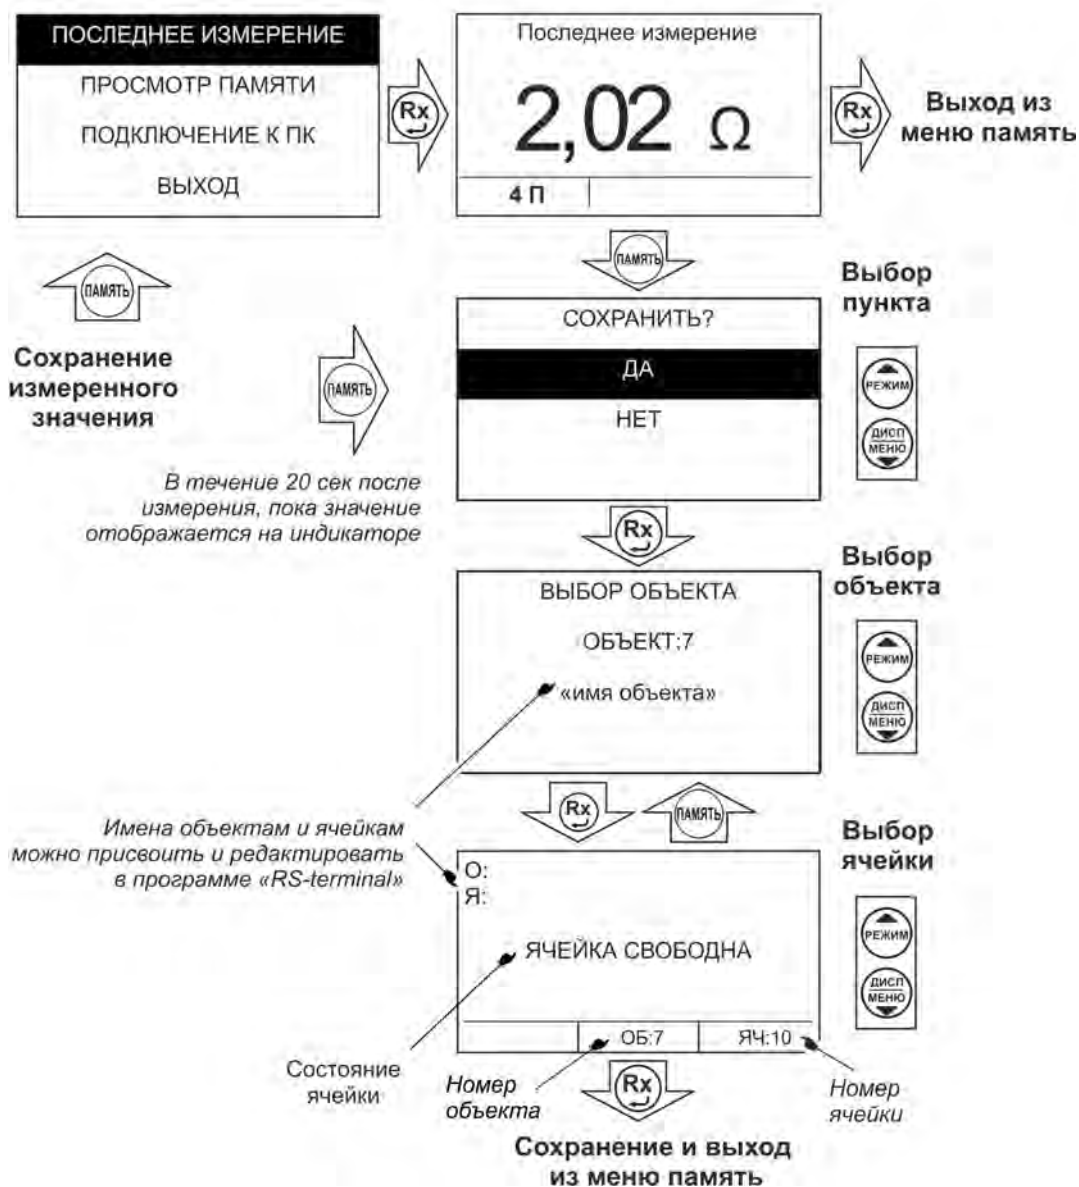 ПОСЛЕДНЕЕ ИЗМЕРЕНИЕ
ПРОСМОТР ПАМЯТИ
ПОДКЛЮЧЕНИЕ К ПК
ВЫХОД
Rx
Последнее измерение
2,02 Ω
4 П
Rx
Выход из
меню память
ПАМЯТЬ
Сохранение
измеренного
значения
ПАМЯТЬ
ПАМЯТЬ
В течение 20 сек после
измерения, пока значение
отображается на индикаторе
СОХРАНИТЬ?
ДА
НЕТ
Выбор
пункта
РЕЖИМ
ДИСП
МЕНЮ
Rx
ВЫБОР ОБЪЕКТА
ОБЪЕКТ:7
«имя объекта»
Выбор
объекта
РЕЖИМ
ДИСП
МЕНЮ
Rx
ПАМЯТЬ
Имена объектам и ячейкам
можно присвоить и редактировать
в программе «RS-terminal»
О:
Я:
ЯЧЕЙКА СВОБОДНА
ОБ:7
ЯЧ:10
Выбор
ячейки
РЕЖИМ
ДИСП
МЕНЮ
Состояние
ячейки
Номер
объекта
Rx
Номер
ячейки
Сохранение и выход
из меню память